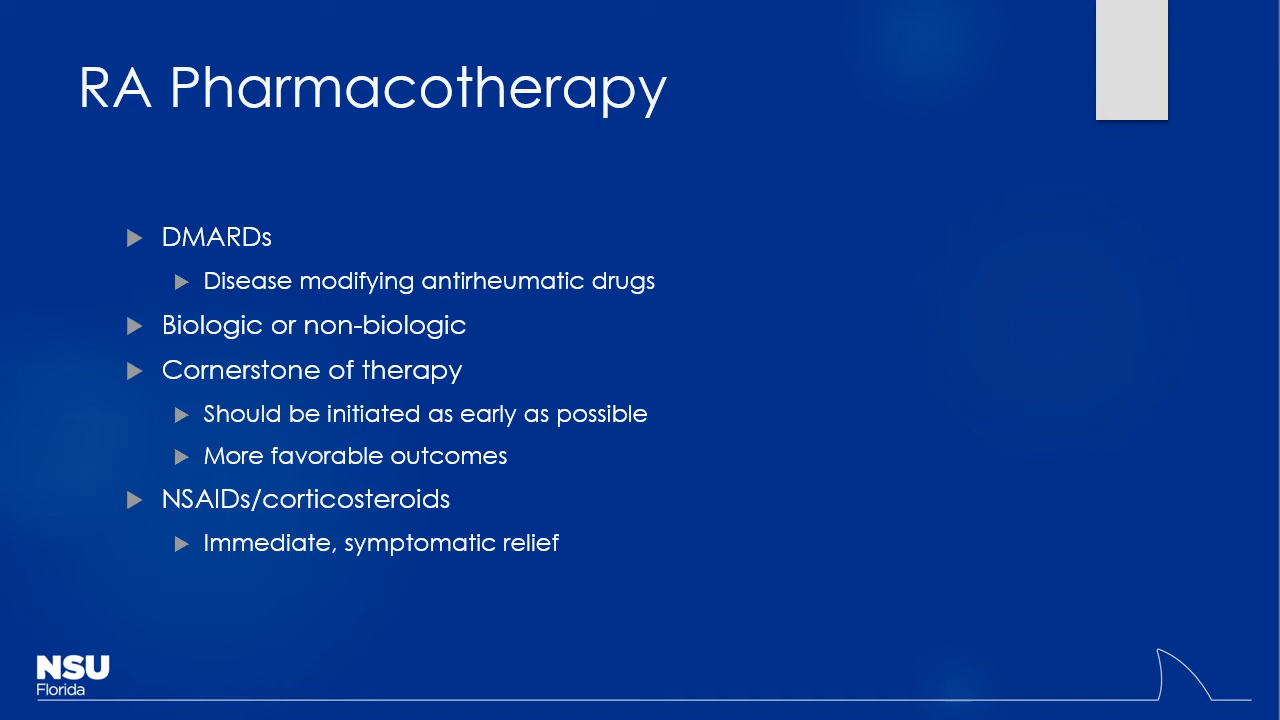 RA Pharmacotherapy
DMARDs
Disease modifying antirheumatic drugs
Biologic or non-biologic
Cornerstone of therapy
Should be initiated as early as possible
More favorable outcomes
NSAIDs/corticosteroids
Immediate, symptomatic relief
NSU
Florida